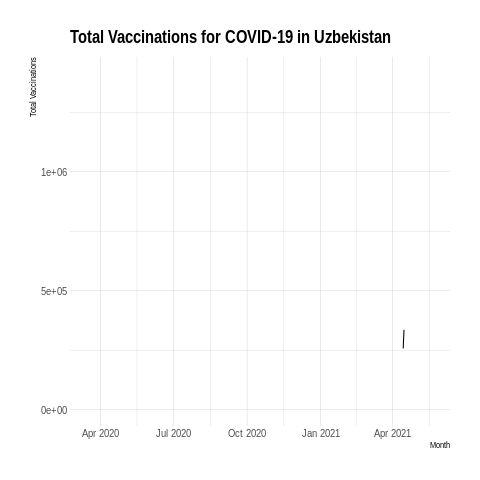 Total Vaccinations for COVID-19 in Uzbekistan
Total Vaccinations
1e+06
5e+05
0e+00
Apr 2020 Jul 2020 Oct 2020 Jan 2021 Apr 2021
Month